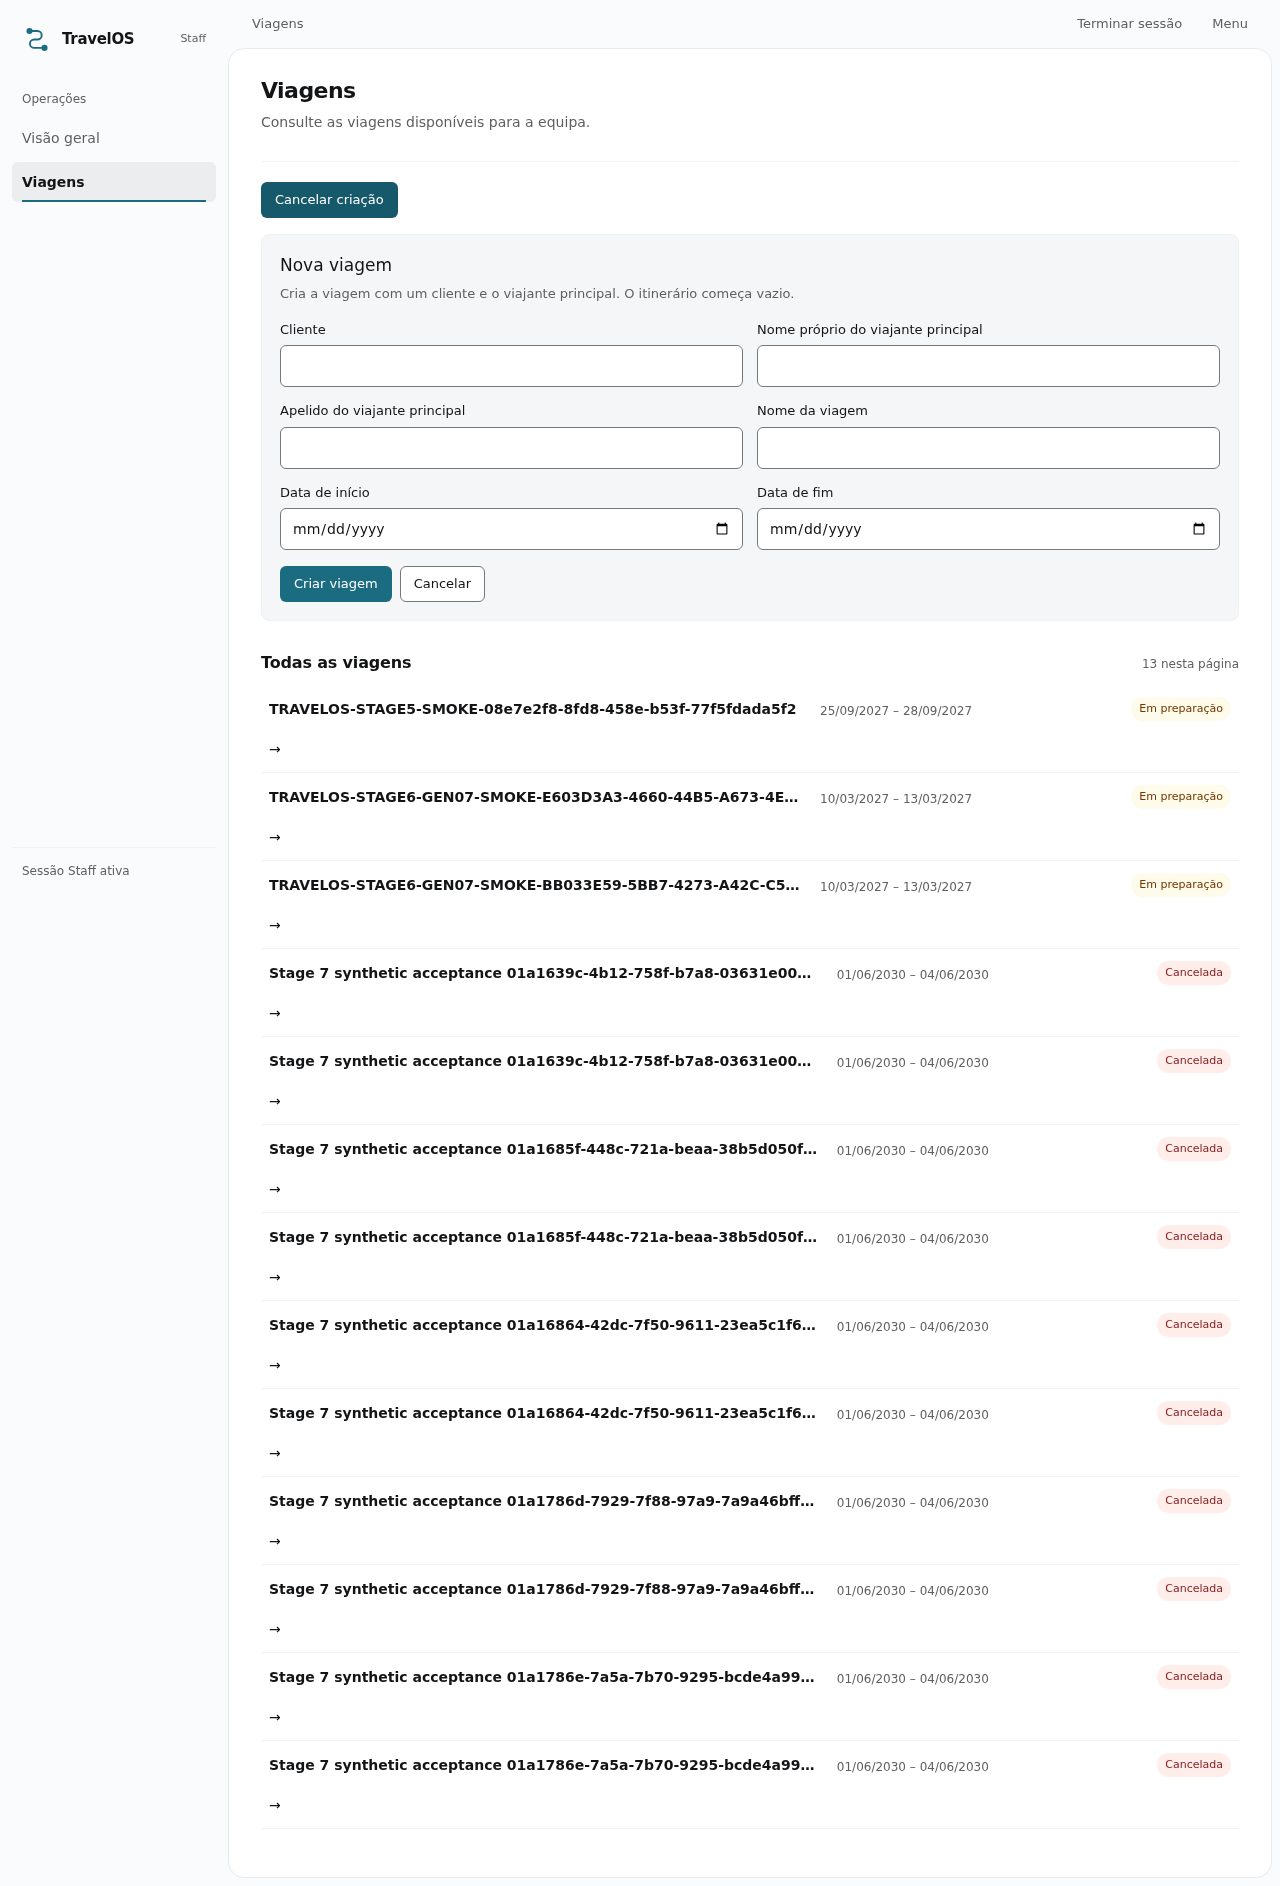 TravelOS
Staff
Operações
Visão geral
Viagens
Sessão Staff ativa
Viagens
Terminar sessão
Menu
Viagens
Consulte as viagens disponíveis para a equipa.
Cancelar criação
Nova viagem
Cria a viagem com um cliente e o viajante principal. O itinerário começa vazio.
Cliente
Nome próprio do viajante principal
Apelido do viajante principal
Nome da viagem
Data de início
Data de fim
mm/dd/yyyy
mm/dd/yyyy
Criar viagem
Cancelar
Todas as viagens
13 nesta página
TRAVELOS-STAGE5-SMOKE-08e7e2f8-8fd8-458e-b53f-77f5fdada5f2 25/09/2027 – 28/09/2027 Em preparação
→
TRAVELOS-STAGE6-GEN07-SMOKE-E603D3A3-4660-44B5-A673-4E… 10/03/2027 – 13/03/2027 Em preparação
→
TRAVELOS-STAGE6-GEN07-SMOKE-BB033E59-5BB7-4273-A42C-C5… 10/03/2027 – 13/03/2027 Em preparação
→
Stage 7 synthetic acceptance 01a1639c-4b12-758f-b7a8-03631e00… 01/06/2030 – 04/06/2030 Cancelada
→
Stage 7 synthetic acceptance 01a1639c-4b12-758f-b7a8-03631e00… 01/06/2030 – 04/06/2030 Cancelada
→
Stage 7 synthetic acceptance 01a1685f-448c-721a-beaa-38b5d050f… 01/06/2030 – 04/06/2030 Cancelada
→
Stage 7 synthetic acceptance 01a1685f-448c-721a-beaa-38b5d050f… 01/06/2030 – 04/06/2030 Cancelada
→
Stage 7 synthetic acceptance 01a16864-42dc-7f50-9611-23ea5c1f6… 01/06/2030 – 04/06/2030 Cancelada
→
Stage 7 synthetic acceptance 01a16864-42dc-7f50-9611-23ea5c1f6… 01/06/2030 – 04/06/2030 Cancelada
→
Stage 7 synthetic acceptance 01a1786d-7929-7f88-97a9-7a9a46bff… 01/06/2030 – 04/06/2030 Cancelada
→
Stage 7 synthetic acceptance 01a1786d-7929-7f88-97a9-7a9a46bff… 01/06/2030 – 04/06/2030 Cancelada
→
Stage 7 synthetic acceptance 01a1786e-7a5a-7b70-9295-bcde4a99… 01/06/2030 – 04/06/2030 Cancelada
→
Stage 7 synthetic acceptance 01a1786e-7a5a-7b70-9295-bcde4a99… 01/06/2030 – 04/06/2030 Cancelada
→